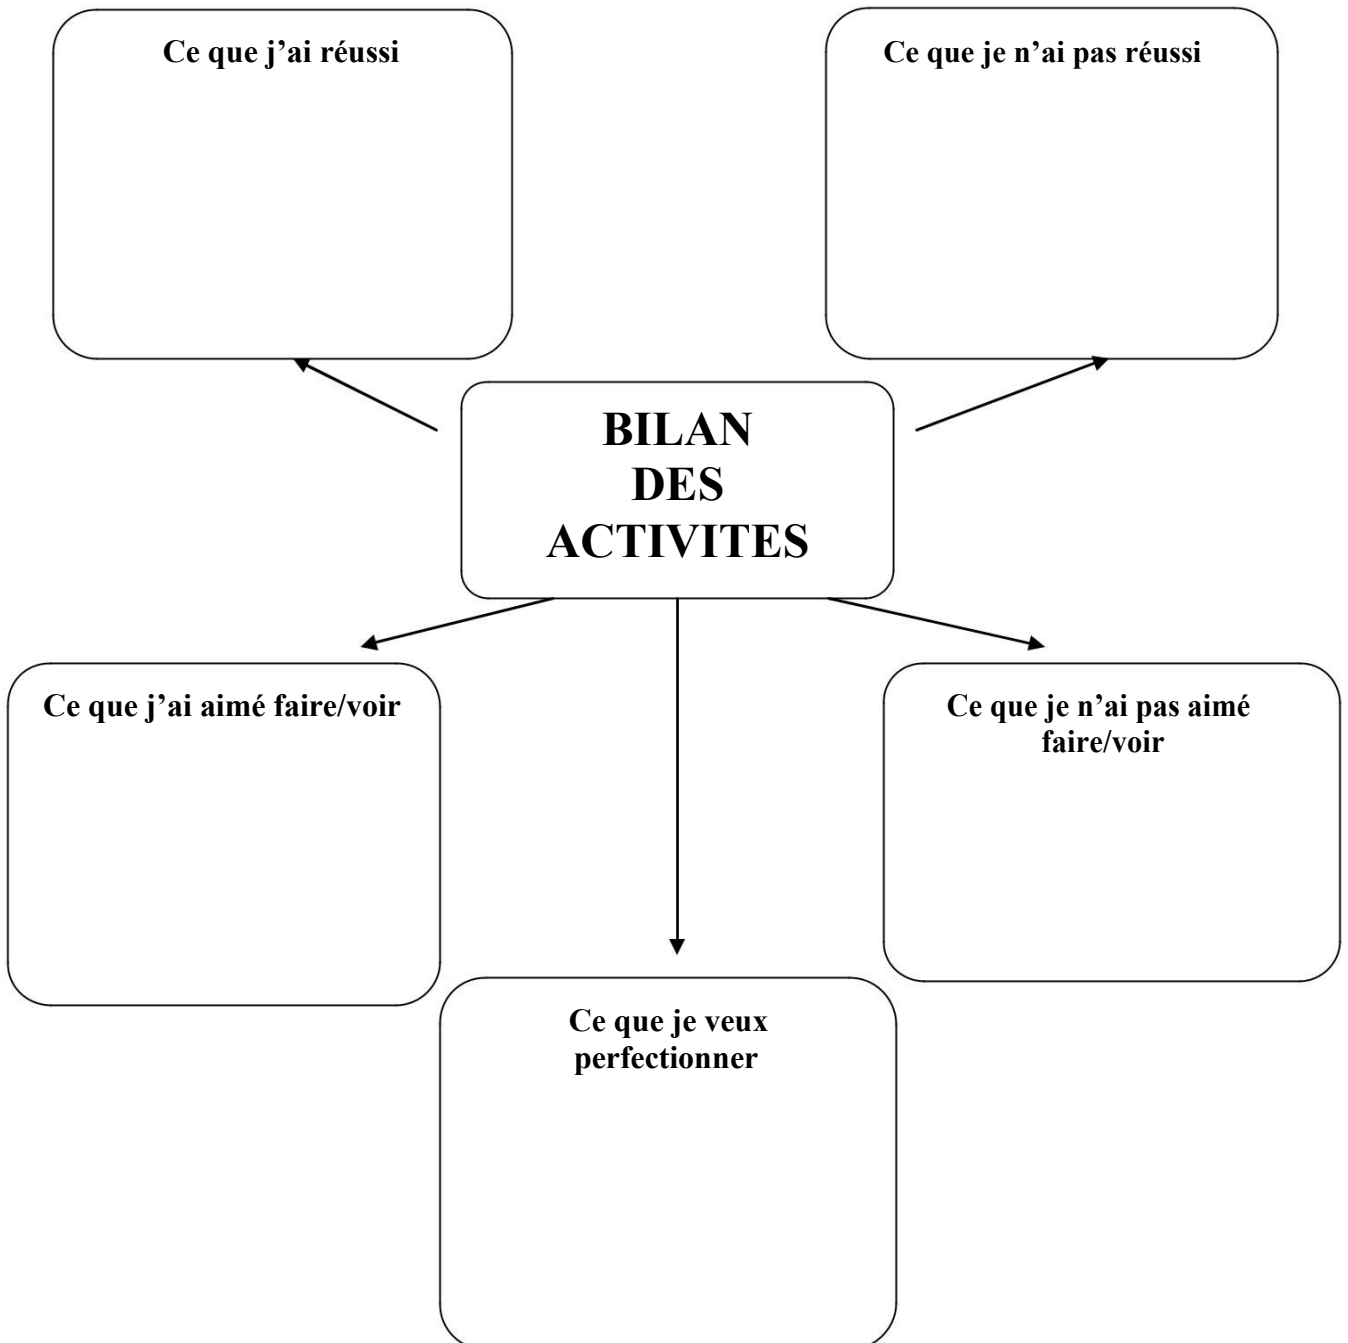 Ce que j’ai réussi
Ce que je n’ai pas réussi
BILAN
DES
ACTIVITES
Ce que j’ai aimé faire/voir
Ce que je n’ai pas aimé
faire/voir
Ce que je veux
perfectionner